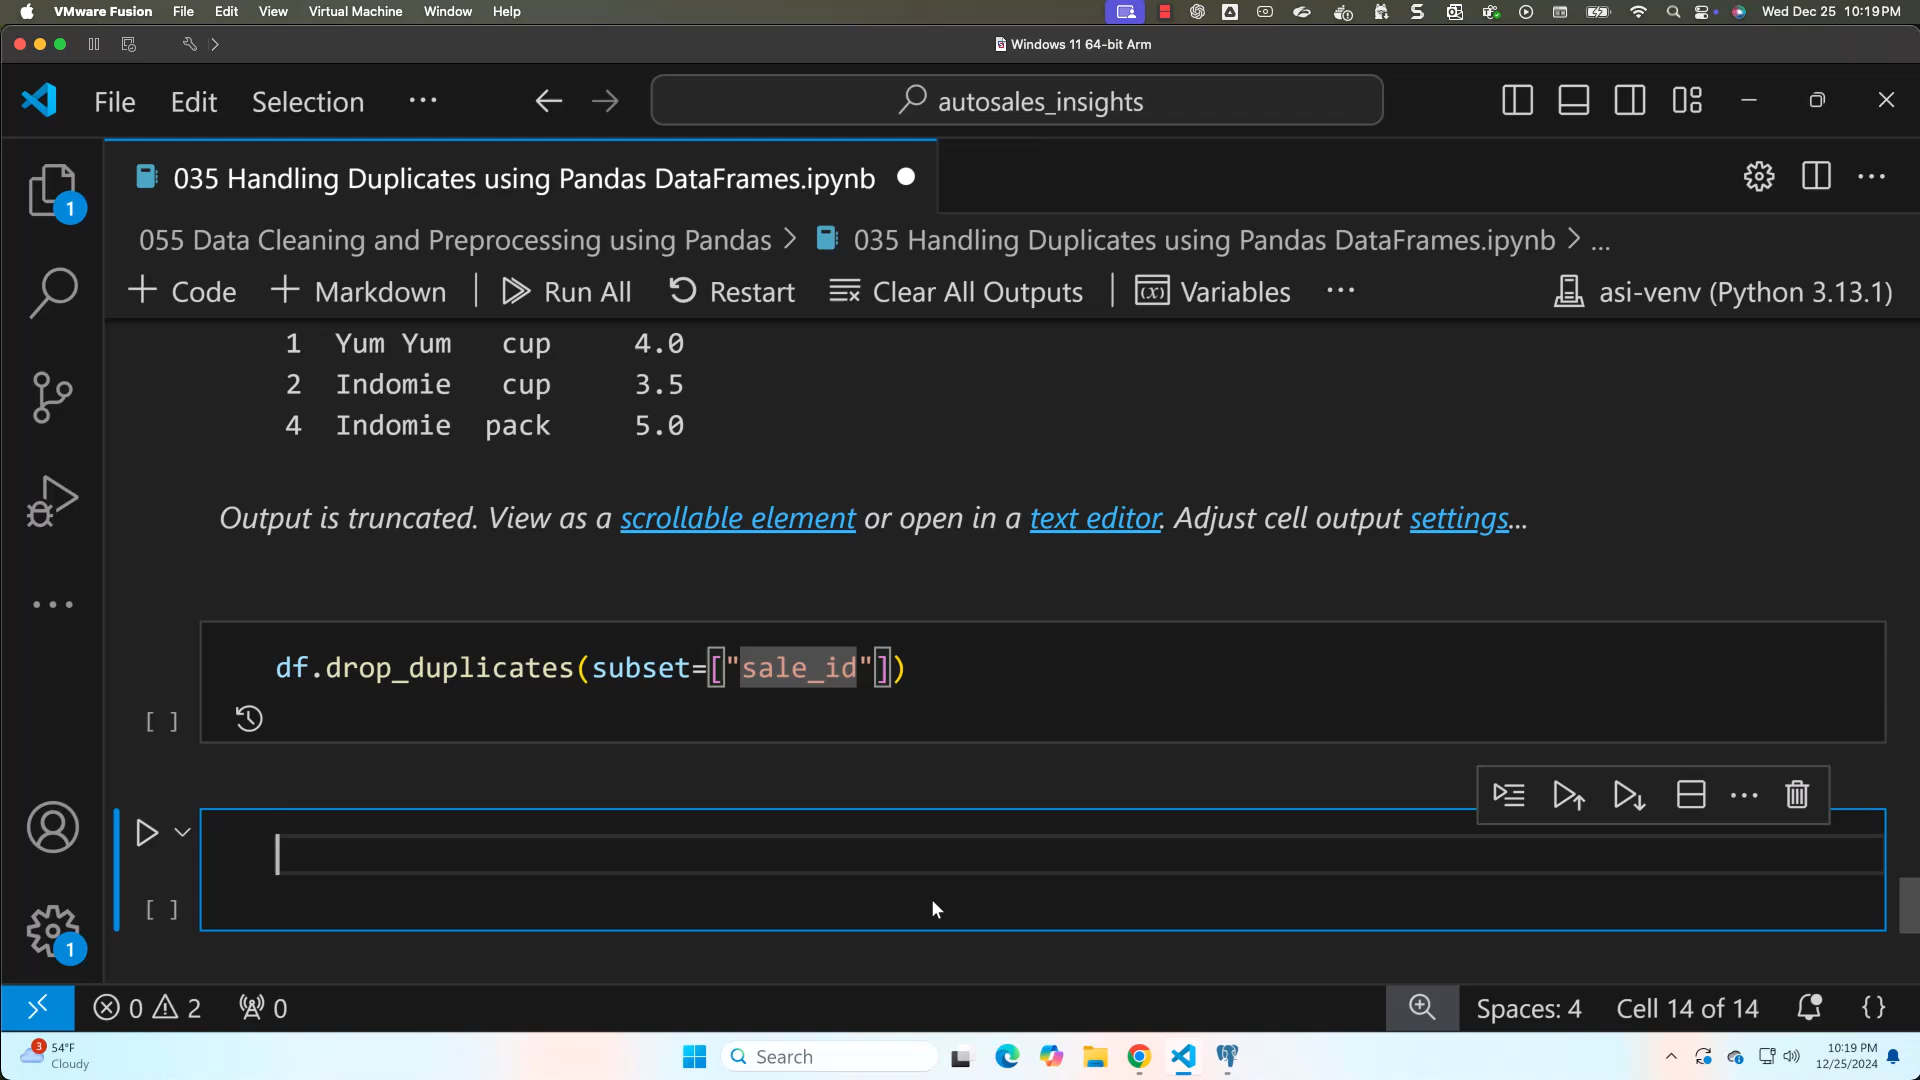 VMware Fusion File Edit View Virtual Machine Window Help Wed Dec 25 10:19 PM
Windows 11 64-bit Arm
File Edit Selection ... autosales_insights
035 Handling Duplicates using Pandas DataFrames.ipynb
1
055 Data Cleaning and Preprocessing using Pandas > 035 Handling Duplicates using Pandas DataFrames.ipynb > ...
+ Code + Markdown Run All Restart Clear All Outputs Variables ... asi-venv (Python 3.13.1)
1 Yum Yum cup 4.0
2 Indomie cup 3.5
4 Indomie pack 5.0
Output is truncated. View as a scrollable element or open in a text editor. Adjust cell output settings...
df.drop_duplicates(subset=["sale_id"])
[ ]
[ ]
1
0 2 0 Spaces: 4 Cell 14 of 14 {}
3 54°F
Cloudy
Search
10:19 PM
12/25/2024